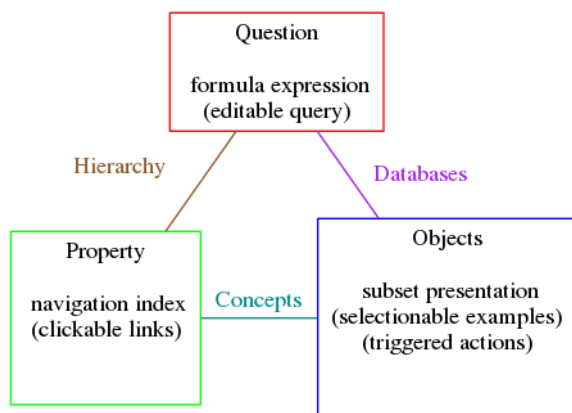 Question
formula expression
(editable query)
Hierarchy
Databases
Property
navigation index
(clickable links)
Concepts
Objects
subset presentation
(selectionable examples)
(triggered actions)